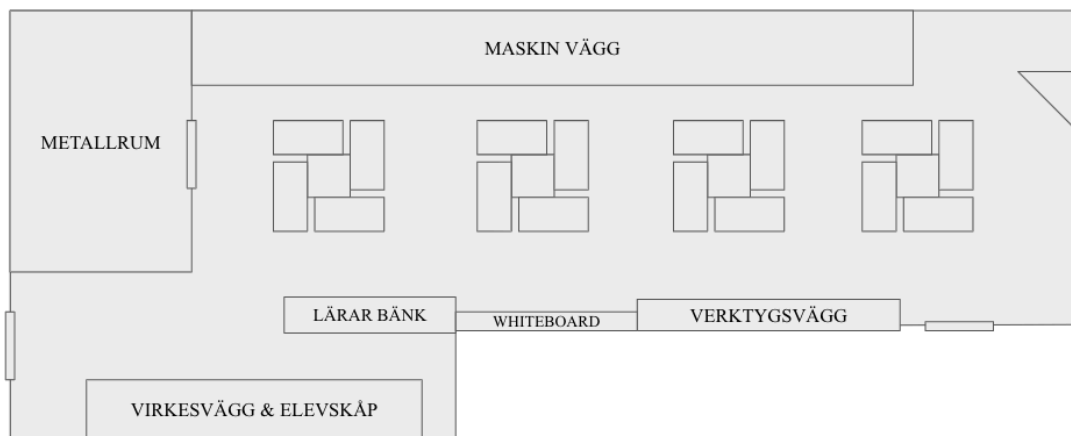 MASKIN VÄGG
METALLRUM
LÄRAR BÄNK
WHITEBOARD
VERKTYGSVÄGG
VIRKESVÄGG & ELEVSKÅP